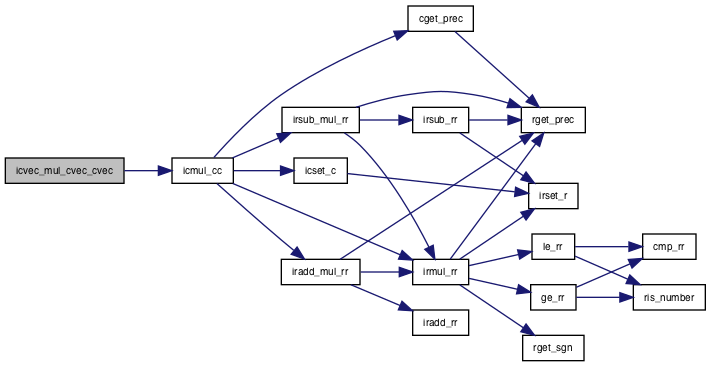 cget_prec
irsub_mul_rr
irsub_rr
rget_prec
icvec_mul_cvec_cvec
icmul_cc
icset_c
irset_r
le_rr
cmp_rr
iradd_mul_rr
irmul_rr
ge_rr
ris_number
iradd_rr
rget_sgn